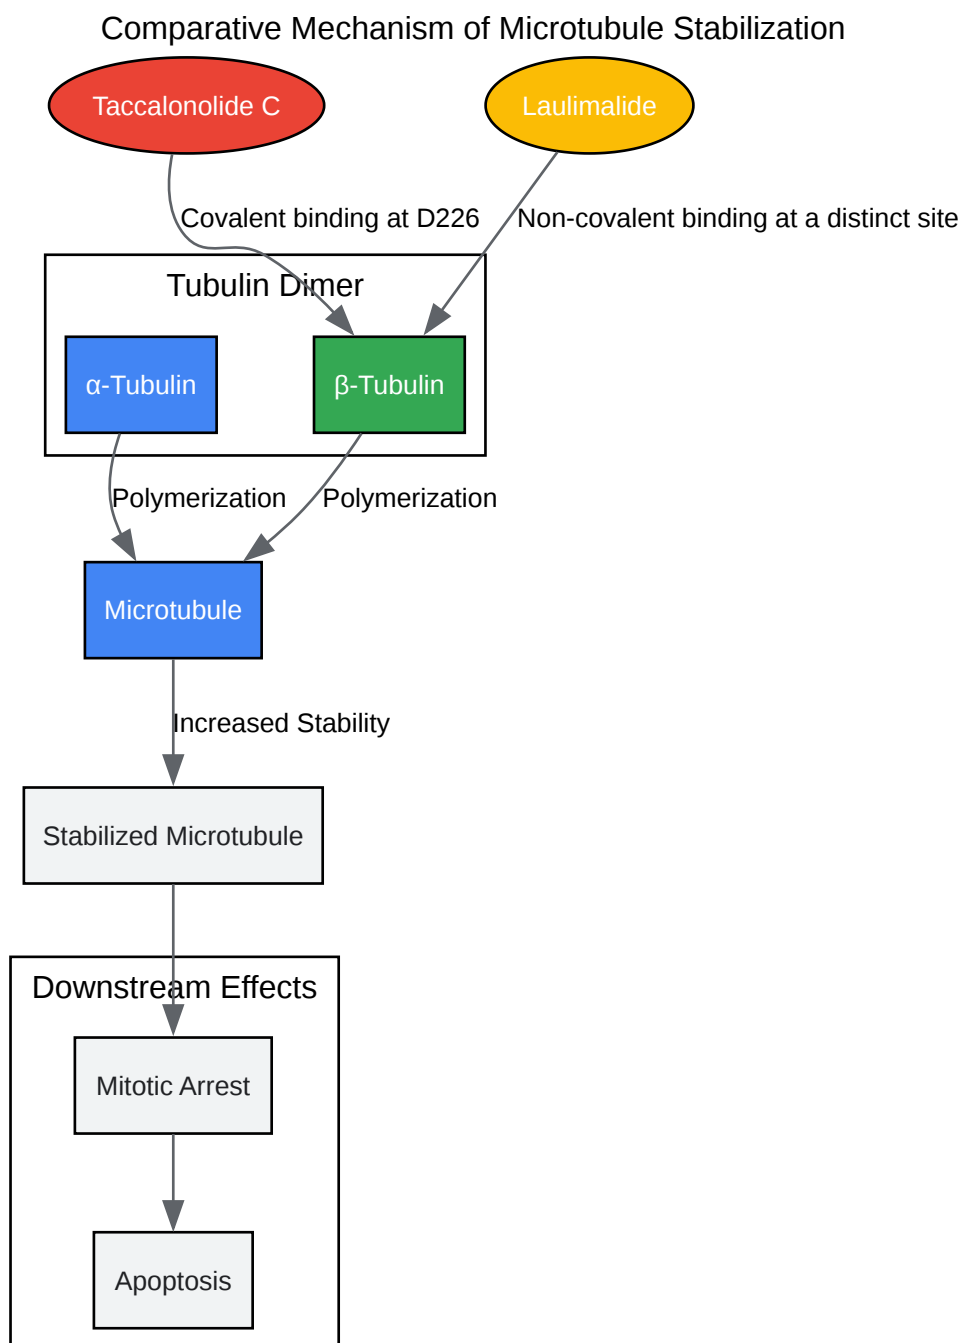 Comparative Mechanism of Microtubule Stabilization
Taccalonolide C
Laulimalide
Covalent binding at D226
Non-covalent binding at a distinct site
Tubulin Dimer
α-Tubulin
β-Tubulin
Polymerization
Polymerization
Microtubule
Increased Stability
Stabilized Microtubule
Downstream Effects
Mitotic Arrest
Apoptosis